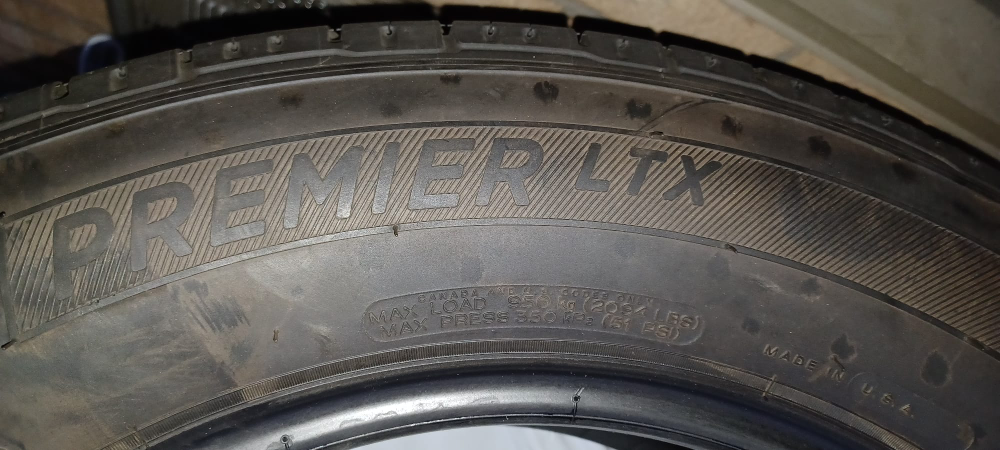 PREMIER LTX
CANADA AND U.S. CODES ONLY
MAX LOAD 950 kg (2094 LBS)
MAX PRESS 350 KPa (51 PSI)
MADE IN U.S.A.